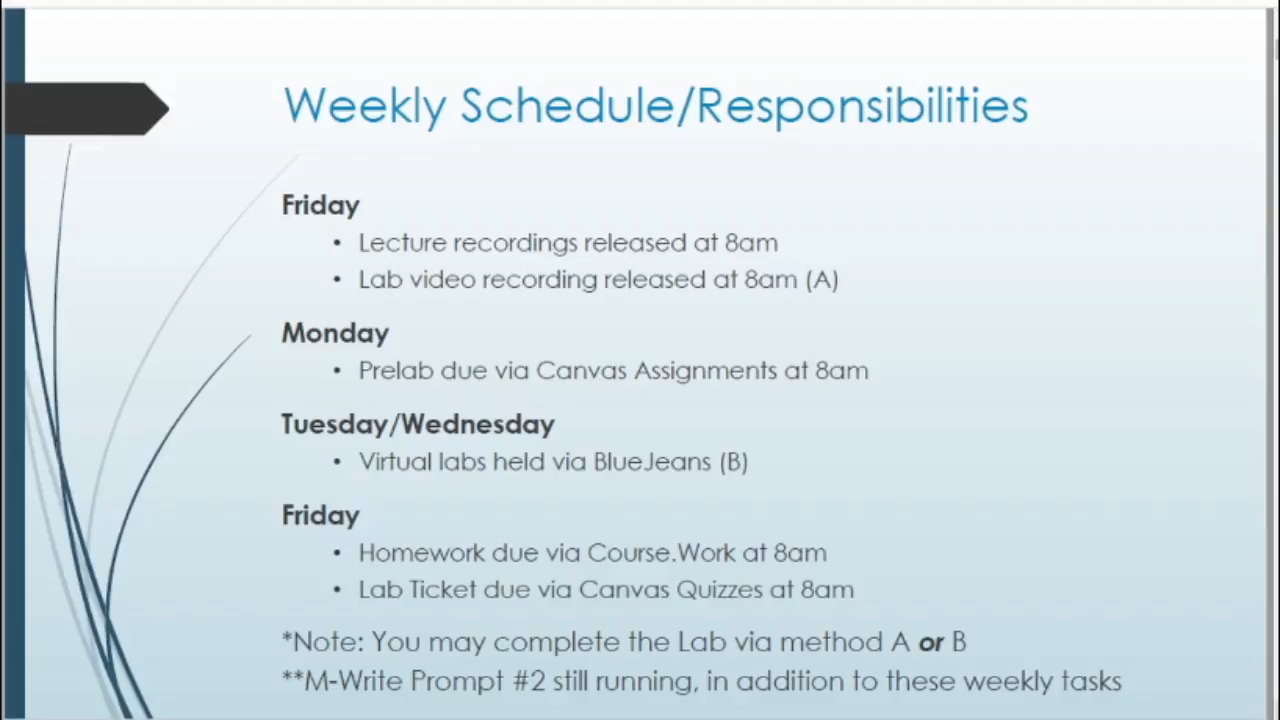 Weekly Schedule/Responsibilities
Friday
• Lecture recordings released at 8am
• Lab video recording released at 8am (A)
Monday
• Prelab due via Canvas Assignments at 8am
Tuesday/Wednesday
• Virtual labs held via BlueJeans (B)
Friday
• Homework due via Course.Work at 8am
• Lab Ticket due via Canvas Quizzes at 8am
*Note: You may complete the Lab via method A or B
**M-Write Prompt #2 still running, in addition to these weekly tasks